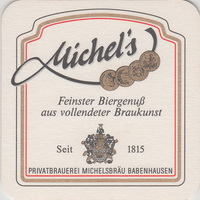 Michel's
Feinster Biergenuß
aus vollendeter Braukunst
Seit 1815
PRIVATBRAUEREI MICHELSBRÄU BABENHAUSEN